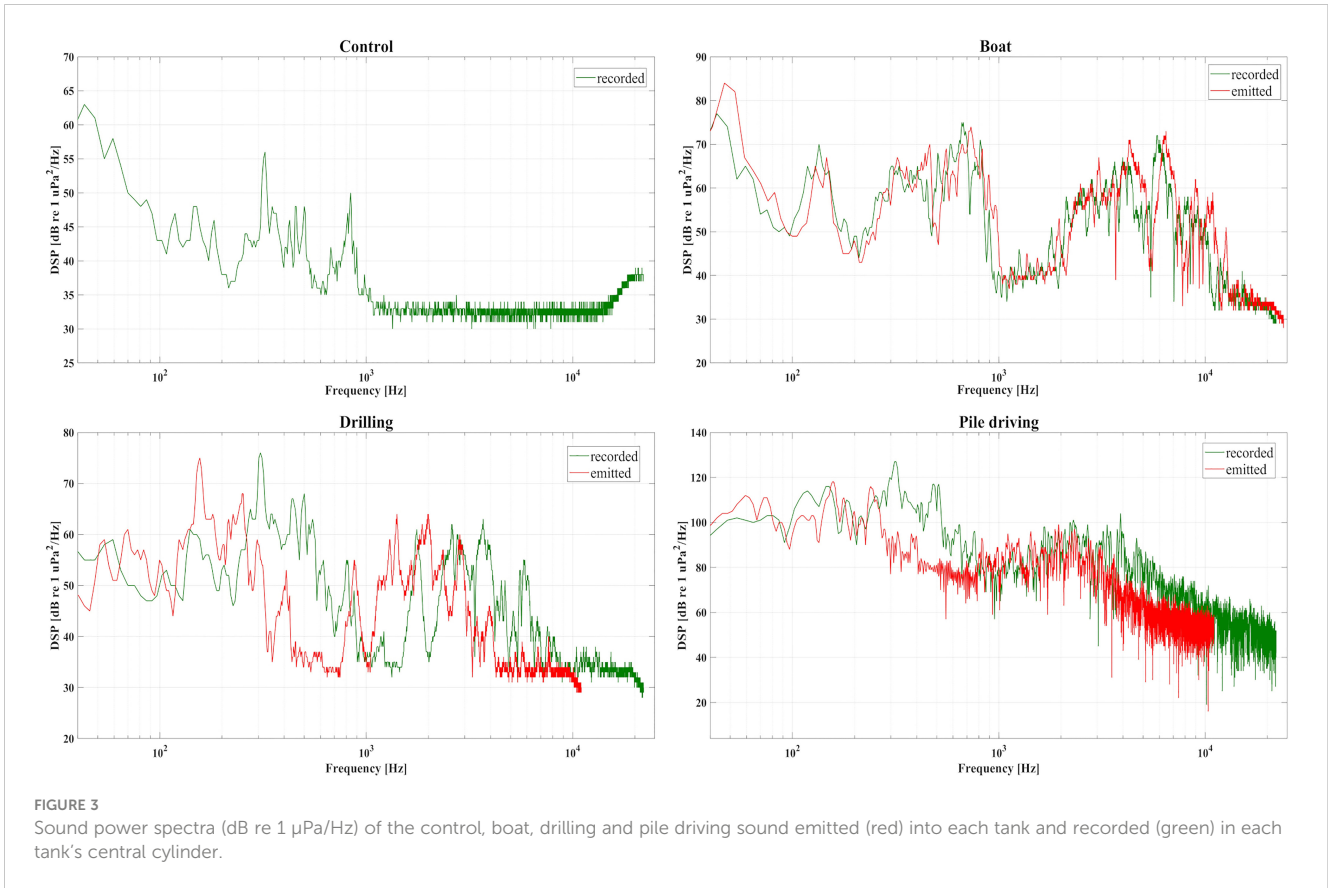 Control
DSP [dB re 1 uPa²/Hz]
70
65
60
55
50
45
40
35
30
25
recorded
10² 10³ 10⁴
Frequency [Hz]
Boat
DSP [dB re 1 uPa²/Hz]
90
80
70
60
50
40
30
20
recorded
emitted
10² 10³ 10⁴
Frequency [Hz]
Drilling
DSP [dB re 1 uPa²/Hz]
80
70
60
50
40
30
20
recorded
emitted
10² 10³ 10⁴
Frequency [Hz]
Pile driving
DSP [dB re 1 uPa²/Hz]
140
120
100
80
60
40
20
recorded
emitted
10² 10³ 10⁴
Frequency [Hz]
FIGURE 3
Sound power spectra (dB re 1 µPa/Hz) of the control, boat, drilling and pile driving sound emitted (red) into each tank and recorded (green) in each
tank's central cylinder.